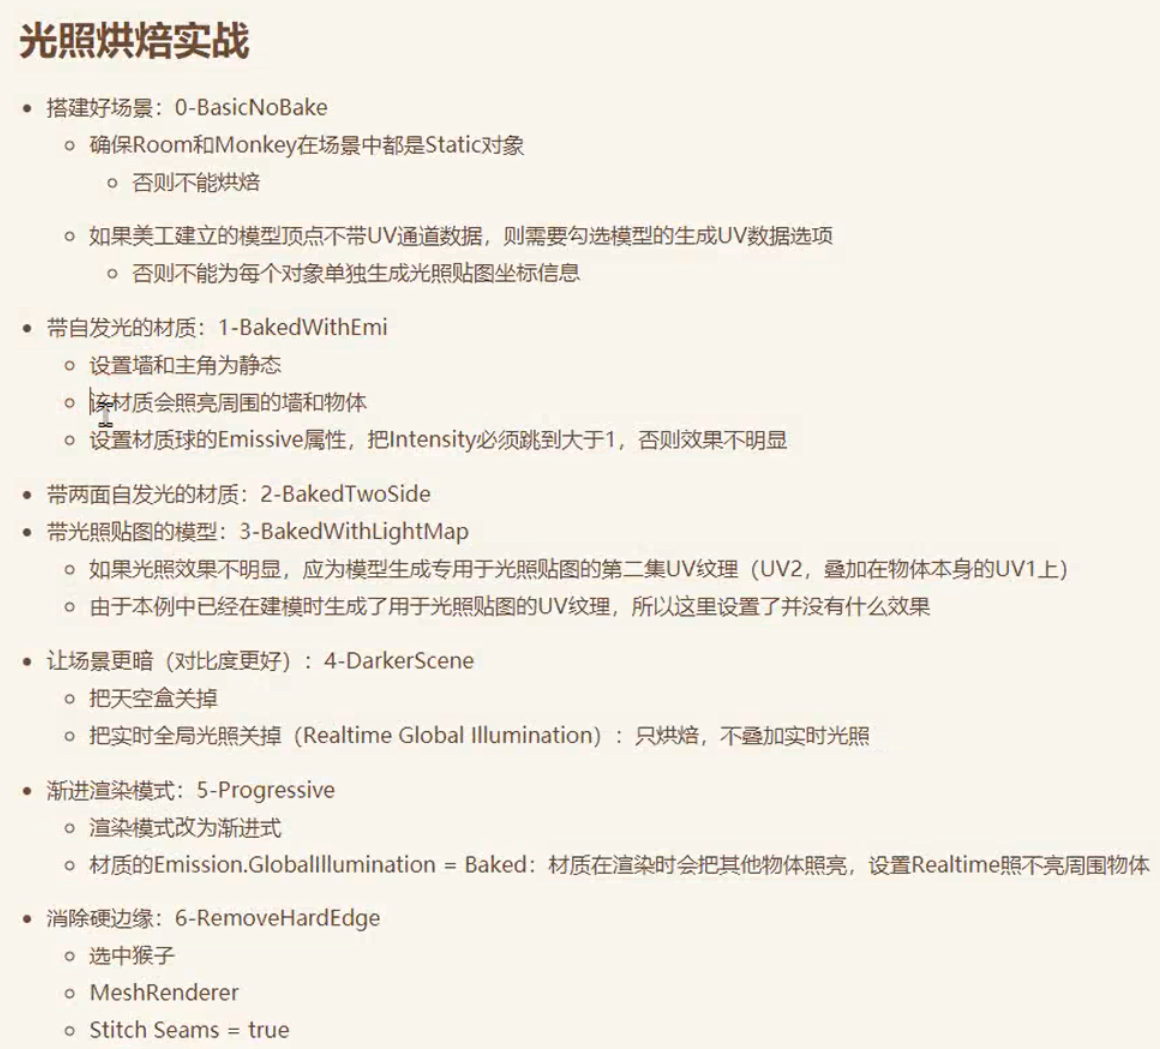 光照烘焙实战
搭建好场景：0-BasicNoBake
确保Room和Monkey在场景中都是Static对象
否则不能烘焙
如果美工建立的模型顶点不带UV通道数据，则需要勾选模型的生成UV数据选项
否则不能为每个对象单独生成光照贴图坐标信息
带自发光的材质：1-BakedWithEmi
设置墙和主角为静态
该材质会照亮周围的墙和物体
设置材质球的Emissive属性，把Intensity必须跳到大于1，否则效果不明显
带两面自发光的材质：2-BakedTwoSide
带光照贴图的模型：3-BakedWithLightMap
如果光照效果不明显，应为模型生成专用于光照贴图的第二集UV纹理（UV2，叠加在物体本身的UV1上）
由于本例中已经在建模时生成了用于光照贴图的UV纹理，所以这里设置了并没有什么效果
让场景更暗（对比度更好）：4-DarkerScene
把天空盒关掉
把实时全局光照关掉（Realtime Global Illumination）：只烘焙，不叠加实时光照
渐进渲染模式：5-Progressive
渲染模式改为渐进式
材质的Emission.GlobalIllumination = Baked：材质在渲染时会把其他物体照亮，设置Realtime照不亮周围物体
消除硬边缘：6-RemoveHardEdge
选中猴子
MeshRenderer
Stitch Seams = true